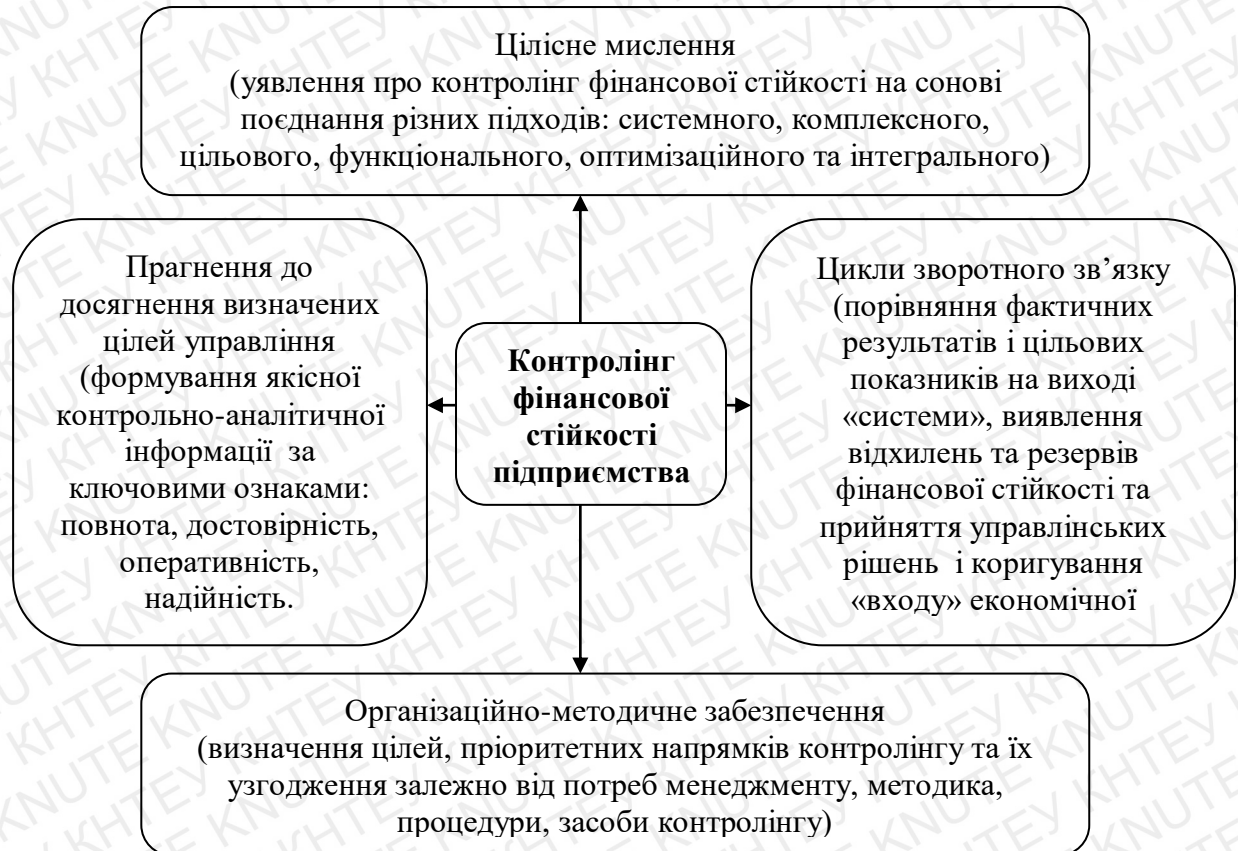 Цілісне мислення
(уявлення про контролінг фінансової стійкості на сонові
поєднання різних підходів: системного, комплексного,
цільового, функціонального, оптимізаційного та інтегрального)
Прагнення до
досягнення визначених
цілей управління
(формування якісної
контрольно-аналітичної
інформації за
ключовими ознаками:
повнота, достовірність,
оперативність,
надійність.
Контролінг
фінансової
стійкості
підприємства
Цикли зворотного зв’язку
(порівняння фактичних
результатів і цільових
показників на виході
«системи», виявлення
відхилень та резервів
фінансової стійкості та
прийняття управлінських
рішень і коригування
«входу» економічної
Організаційно-методичне забезпечення
(визначення цілей, пріоритетних напрямків контролінгу та їх
узгодження залежно від потреб менеджменту, методика,
процедури, засоби контролінгу)